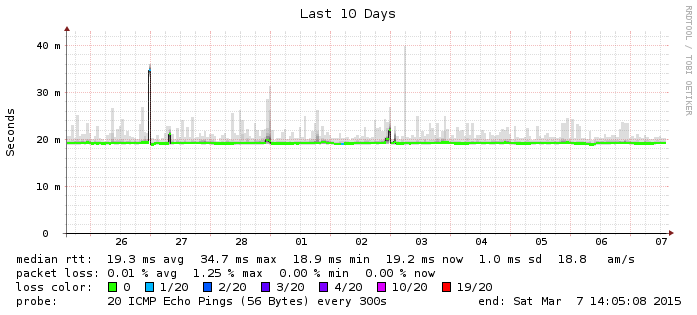 Last 10 Days
RRDTOOL / TOBI OETIKER
Seconds
40 m
30 m
20 m
10 m
0
26 27 28 01 02 03 04 05 06 07
median rtt: 19.3 ms avg 34.7 ms max 18.9 ms min 19.2 ms now 1.0 ms sd 18.8 am/s
packet loss: 0.01 % avg 1.25 % max 0.00 % min 0.00 % now
loss color: 0 1/20 2/20 3/20 4/20 10/20 19/20
probe: 20 ICMP Echo Pings (56 Bytes) every 300s end: Sat Mar 7 14:05:08 2015